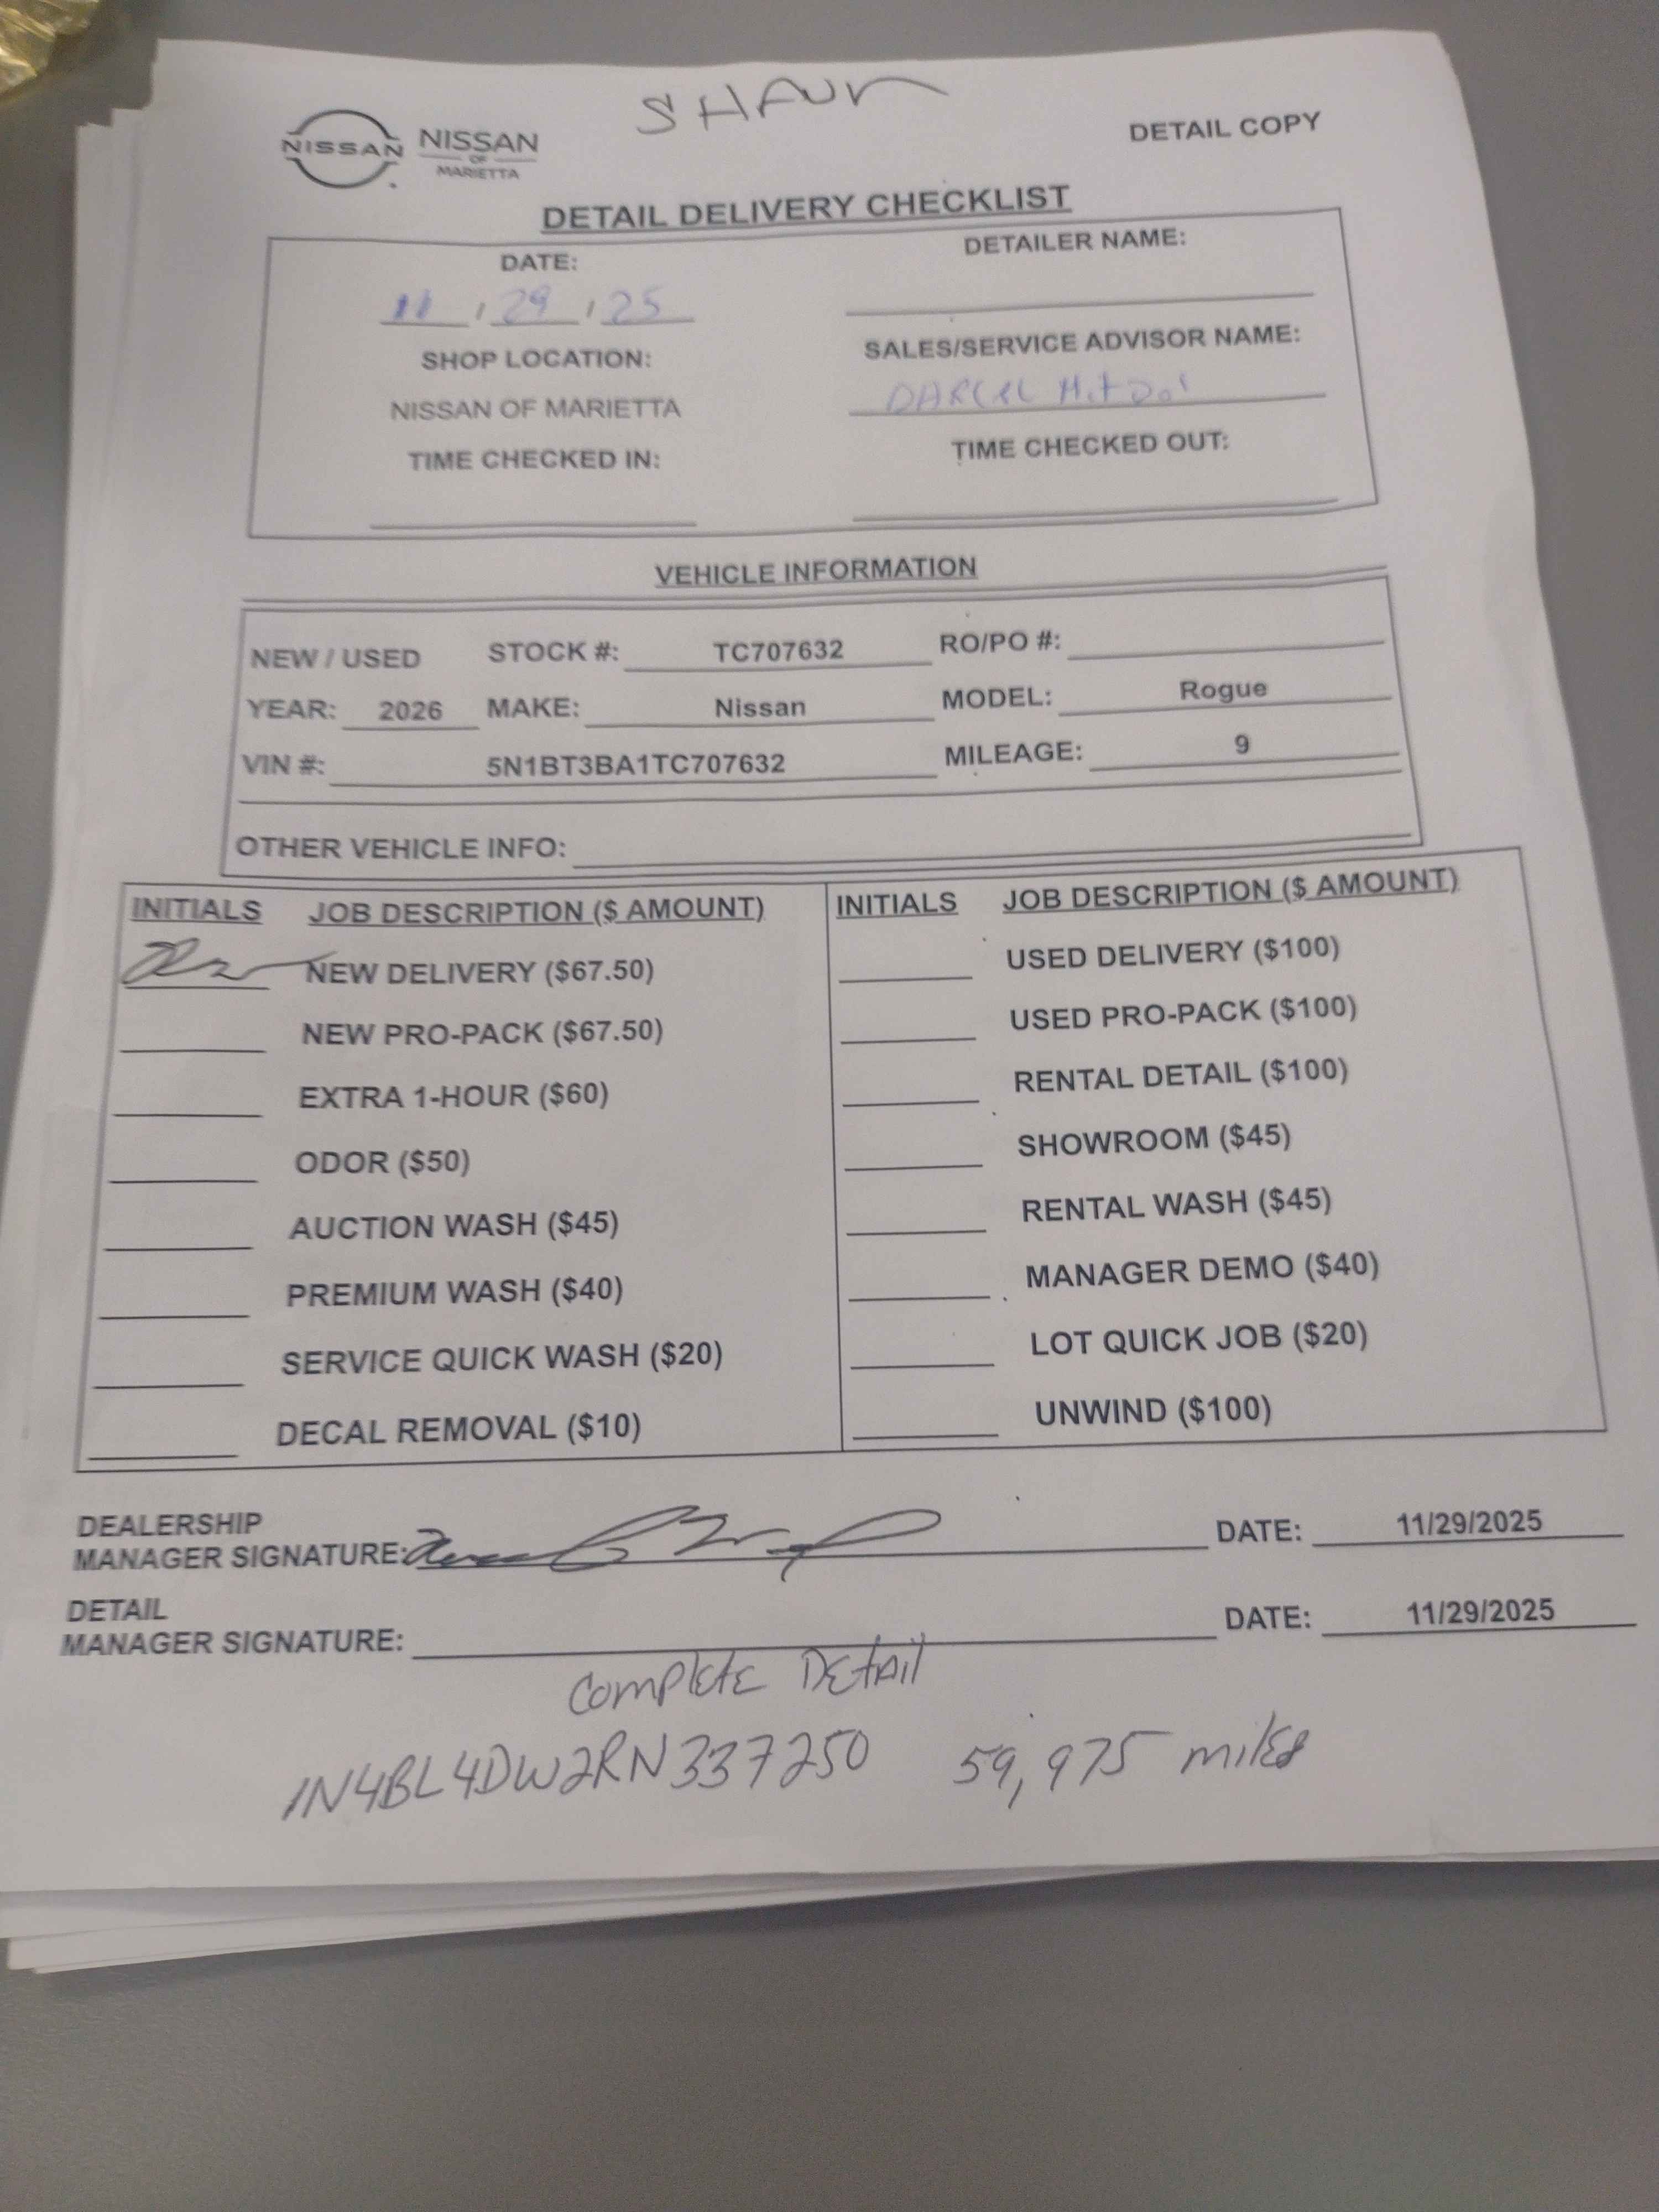 SHAUN
NISSAN NISSAN OF MARIETTA
DETAIL COPY
DETAIL DELIVERY CHECKLIST
DATE: DETAILER NAME:
11 / 29 / 25
SALES/SERVICE ADVISOR NAME:
SHOP LOCATION:
NISSAN OF MARIETTA
TIME CHECKED IN: TIME CHECKED OUT:
VEHICLE INFORMATION
NEW / USED STOCK #: TC707632 RO/PO #:
YEAR: 2026 MAKE: Nissan MODEL: Rogue
VIN #: 5N1BT3BA1TC707632 MILEAGE: 9
OTHER VEHICLE INFO:
INITIALS JOB DESCRIPTION ($ AMOUNT) INITIALS JOB DESCRIPTION ($ AMOUNT)
NEW DELIVERY ($67.50) USED DELIVERY ($100)
NEW PRO-PACK ($67.50) USED PRO-PACK ($100)
EXTRA 1-HOUR ($60) RENTAL DETAIL ($100)
ODOR ($50) SHOWROOM ($45)
AUCTION WASH ($45) RENTAL WASH ($45)
PREMIUM WASH ($40) MANAGER DEMO ($40)
SERVICE QUICK WASH ($20) LOT QUICK JOB ($20)
DECAL REMOVAL ($10) UNWIND ($100)
DEALERSHIP
MANAGER SIGNATURE: DATE: 11/29/2025
DETAIL
MANAGER SIGNATURE: DATE: 11/29/2025
COMPLETE DETAIL
1N4BL4DW2RN337250 59,975 miles